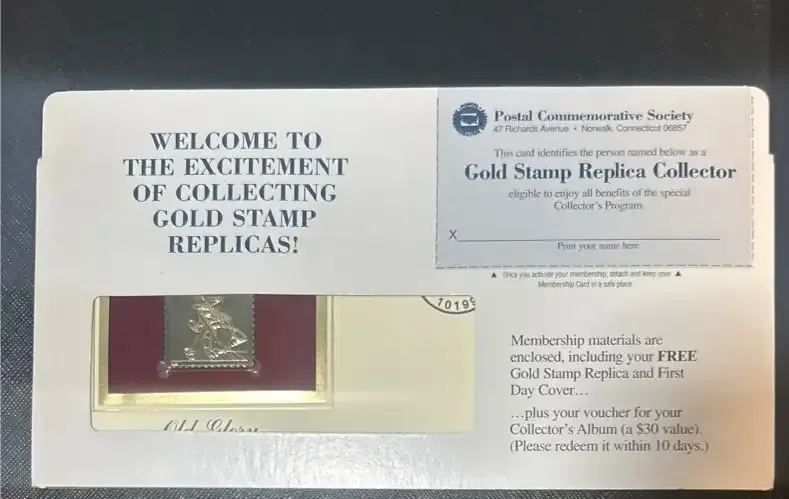 WELCOME TO
THE EXCITEMENT
OF COLLECTING
GOLD STAMP
REPLICAS!
Postal Commemorative Society
47 Richards Avenue • Norwalk, Connecticut 06857
This card identifies the person named below as a
Gold Stamp Replica Collector
eligible to enjoy all benefits of the special
Collector's Program.
X
Print your name here
▲ Once you activate your membership, detach and keep your ▲
Membership Card in a safe place
10199
Old Glory
Membership materials are
enclosed, including your FREE
Gold Stamp Replica and First
Day Cover...
...plus your voucher for your
Collector's Album (a $30 value).
(Please redeem it within 10 days.)